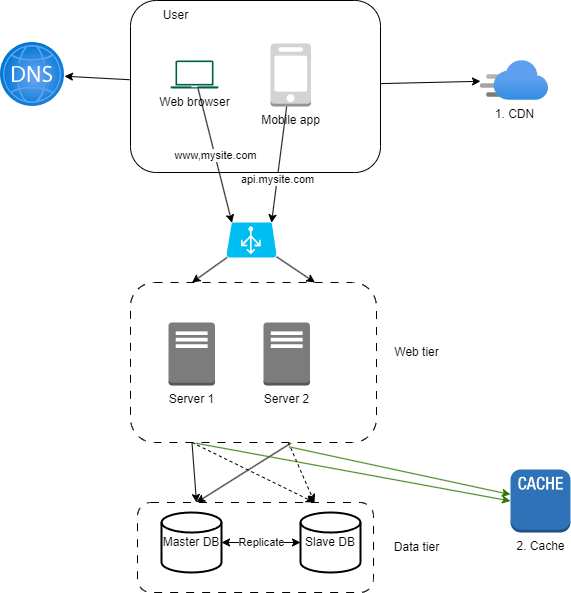 User
DNS
Web browser
Mobile app
1. CDN
www,mysite.com
api.mysite.com
Server 1
Server 2
Web tier
CACHE
Master DB
Replicate
Slave DB
Data tier
2. Cache